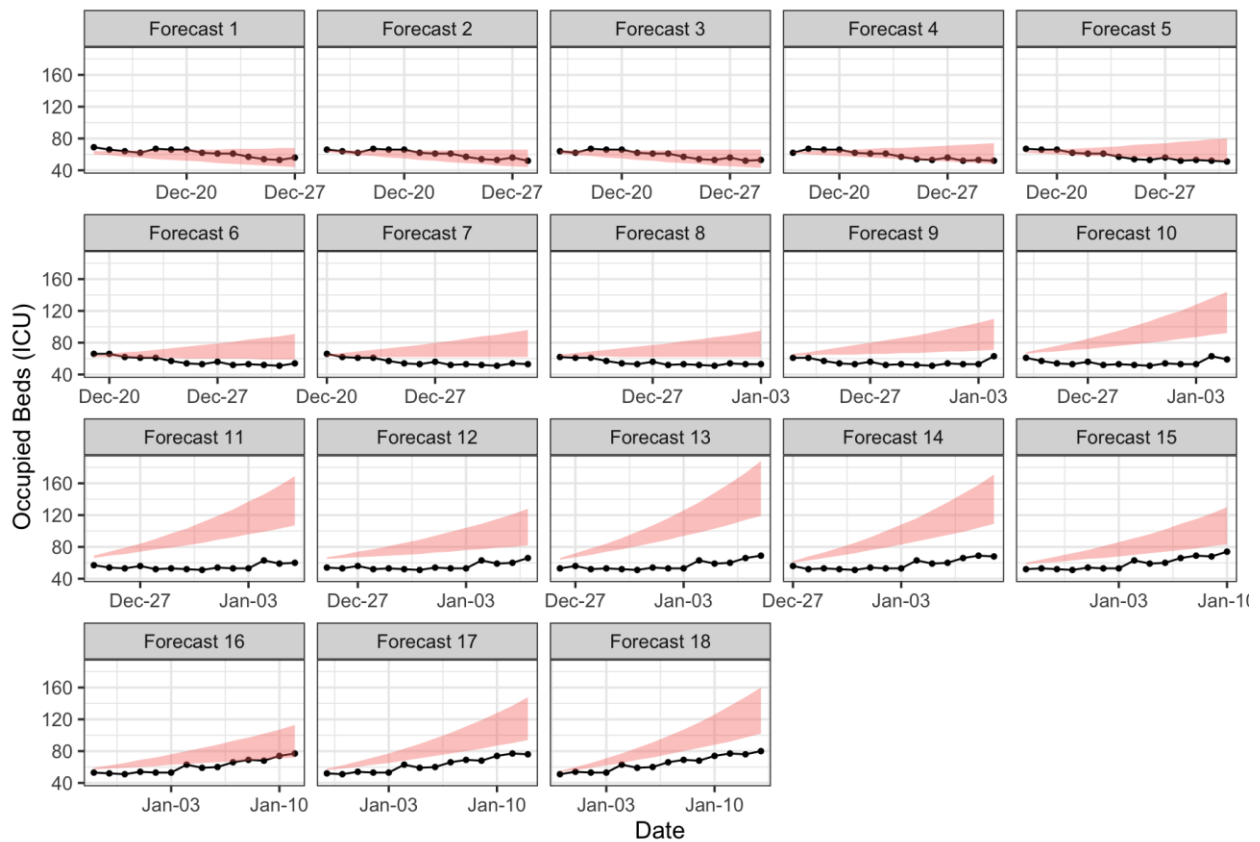 Forecast 1 Forecast 2 Forecast 3 Forecast 4 Forecast 5
160
120
80
40
Dec-20 Dec-27 Dec-20 Dec-27 Dec-20 Dec-27 Dec-20 Dec-27 Dec-20 Dec-27
Forecast 6 Forecast 7 Forecast 8 Forecast 9 Forecast 10
160
120
80
40
Dec-20 Dec-27 Dec-20 Dec-27 Dec-27 Jan-03 Dec-27 Jan-03 Dec-27 Jan-03
Occupied Beds (ICU)
Forecast 11 Forecast 12 Forecast 13 Forecast 14 Forecast 15
160
120
80
40
Dec-27 Jan-03 Dec-27 Jan-03 Dec-27 Jan-03 Dec-27 Jan-03 Jan-03 Jan-10
Forecast 16 Forecast 17 Forecast 18
160
120
80
40
Jan-03 Jan-10 Jan-03 Jan-10 Jan-03 Jan-10
Date